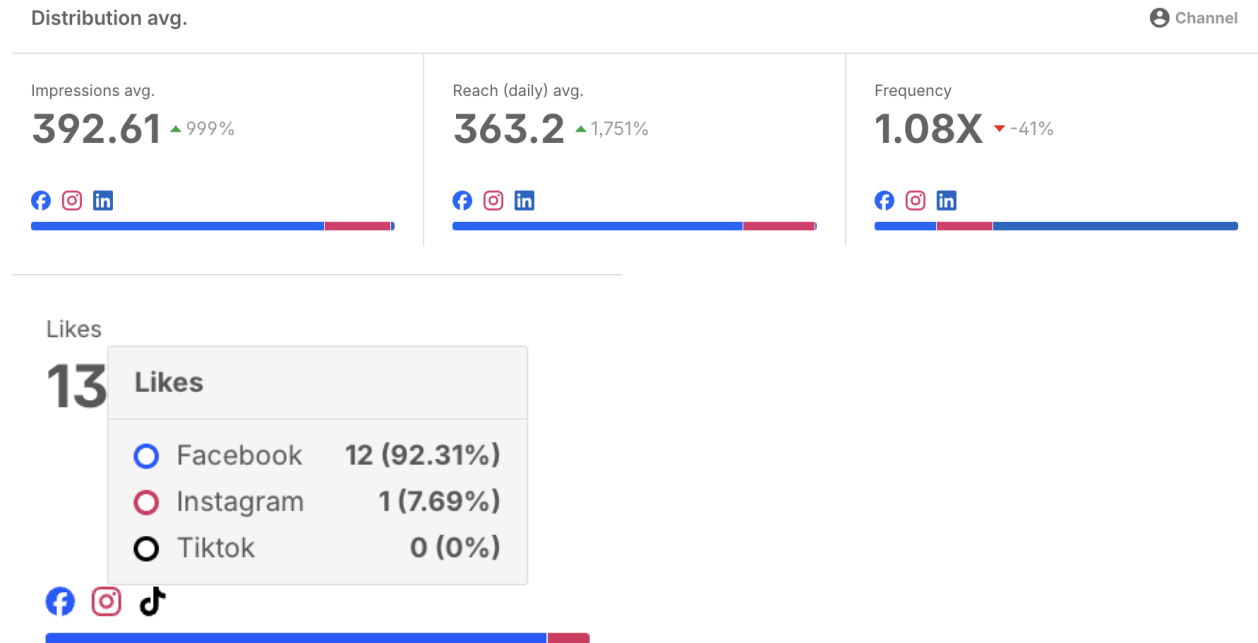 Distribution avg.
Channel
Impressions avg.
392.61 999%
Reach (daily) avg.
363.2 1,751%
Frequency
1.08X -41%
Likes
13
Likes
Facebook 12 (92.31%)
Instagram 1 (7.69%)
Tiktok 0 (0%)